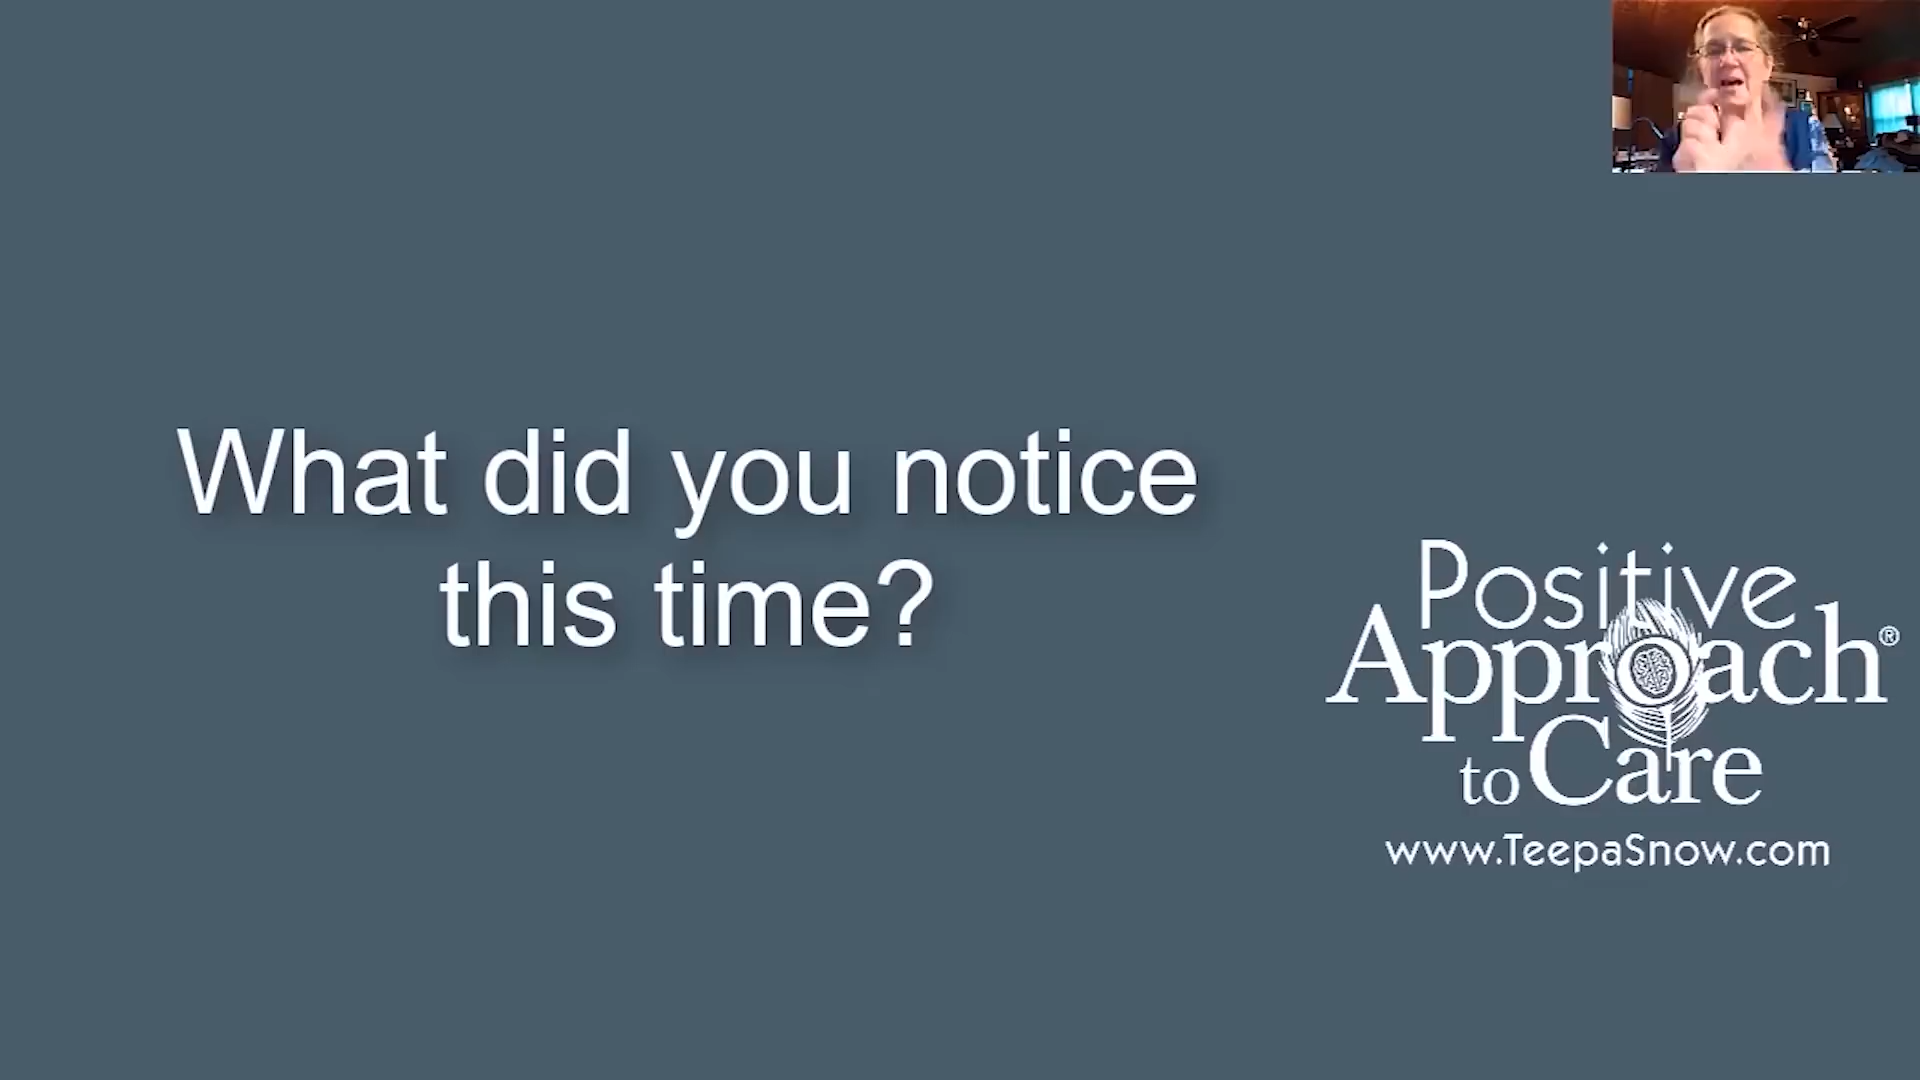 What did you notice
this time?
Positive
Approach®
to Care
www.TeepaSnow.com